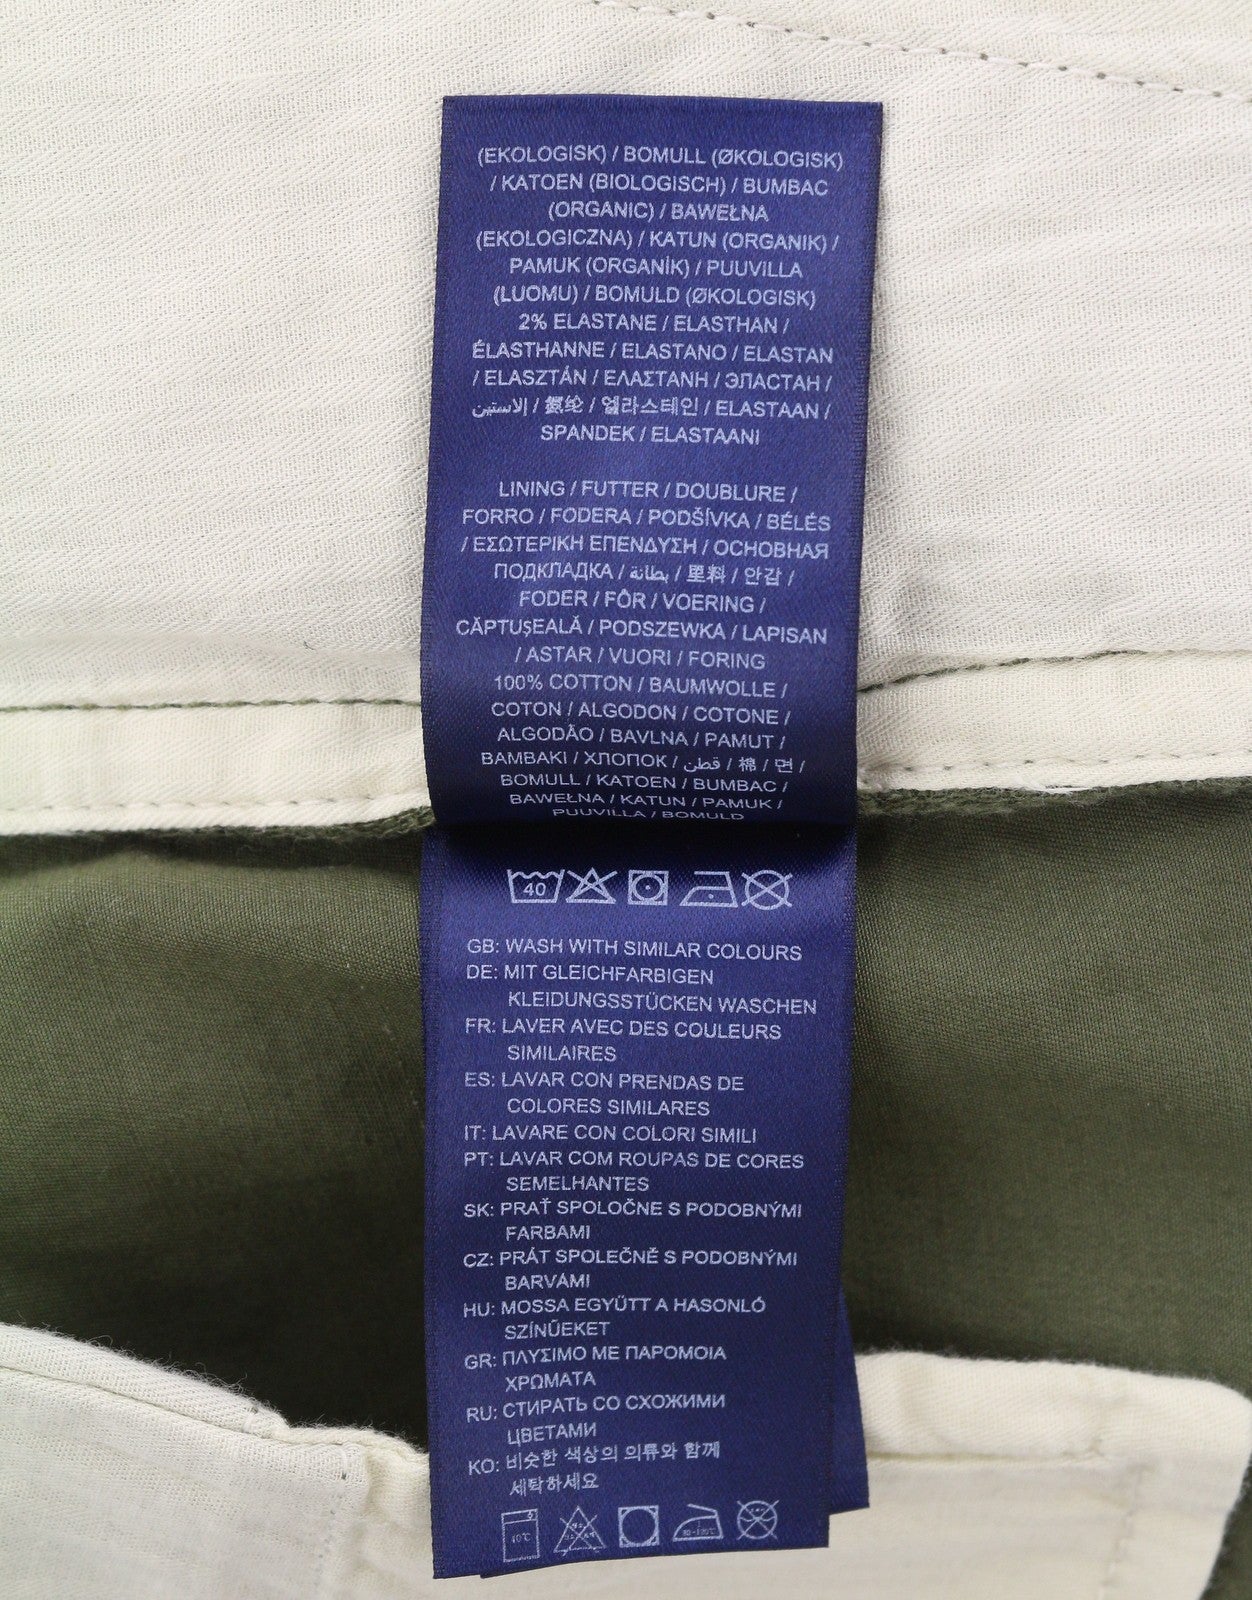 (EKOLOGISK) / BOMULL (ØKOLOGISK)
/ KATOEN (BIOLOGISCH) / BUMBAC
(ORGANIC) / BAWEŁNA
(EKOLOGICZNA) / KATUN (ORGANIK) /
PAMUK (ORGANİK) / PUUVILLA
(LUOMU) / BOMULD (ØKOLOGISK)
2% ELASTANE / ELASTHAN /
ÉLASTHANNE / ELASTANO / ELASTAN
/ ELASZTÁN / ΕΛΑΣΤΑΝΗ / ЭЛАСТАН /
إلاستين / 氨纶 / 엘라스테인 / ELASTAAN /
SPANDEK / ELASTAANI
LINING / FUTTER / DOUBLURE /
FORRO / FODERA / PODŠÍVKA / BÉLÉS
/ ΕΣΩΤΕΡΙΚΗ ΕΠΕΝΔΥΣΗ / ОСНОВНАЯ
ПОДКЛАДКА / بطانة / 里料 / 안감 /
FODER / FÔR / VOERING /
CĂPTUȘEALĂ / PODSZEWKA / LAPISAN
/ ASTAR / VUORI / FORING
100% COTTON / BAUMWOLLE /
COTON / ALGODON / COTONE /
ALGODÃO / BAVLNA / PAMUT /
ΒΑΜΒΑΚΙ / ХЛОПОК / قطن / 棉 / 면 /
BOMULL / KATOEN / BUMBAC /
BAWEŁNA / KATUN / PAMUK /
PUUVILLA / BOMULD
40
GB: WASH WITH SIMILAR COLOURS
DE: MIT GLEICHFARBIGEN
KLEIDUNGSSTÜCKEN WASCHEN
FR: LAVER AVEC DES COULEURS
SIMILAIRES
ES: LAVAR CON PRENDAS DE
COLORES SIMILARES
IT: LAVARE CON COLORI SIMILI
PT: LAVAR COM ROUPAS DE CORES
SEMELHANTES
SK: PRAŤ SPOLOČNE S PODOBNÝMI
FARBAMI
CZ: PRÁT SPOLEČNĚ S PODOBNÝMI
BARVAMI
HU: MOSSA EGYÜTT A HASONLÓ
SZÍNŰEKET
GR: ΠΛΥΣΙΜΟ ΜΕ ΠΑΡΟΜΟΙΑ
ΧΡΩΜΑΤΑ
RU: СТИРАТЬ СО СХОЖИМИ
ЦВЕТАМИ
KO: 비슷한 색상의 의류와 함께
세탁하세요